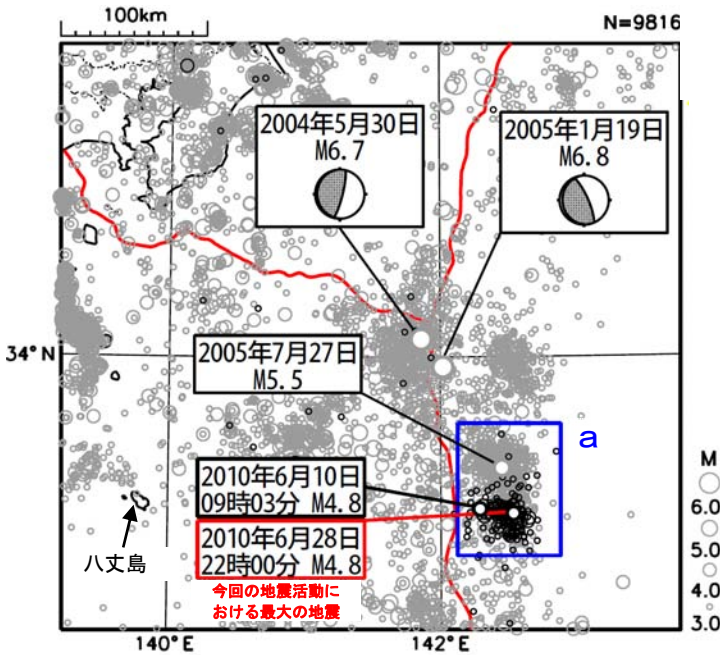 100km
N=9816
2004年5月30日
M6.7
2005年1月19日
M6.8
34°N
2005年7月27日
M5.5
a
2010年6月10日
09時03分 M4.8
2010年6月28日
22時00分 M4.8
今回の地震活動に
おける最大の地震
八丈島
M
6.0
5.0
4.0
3.0
140°E
142°E